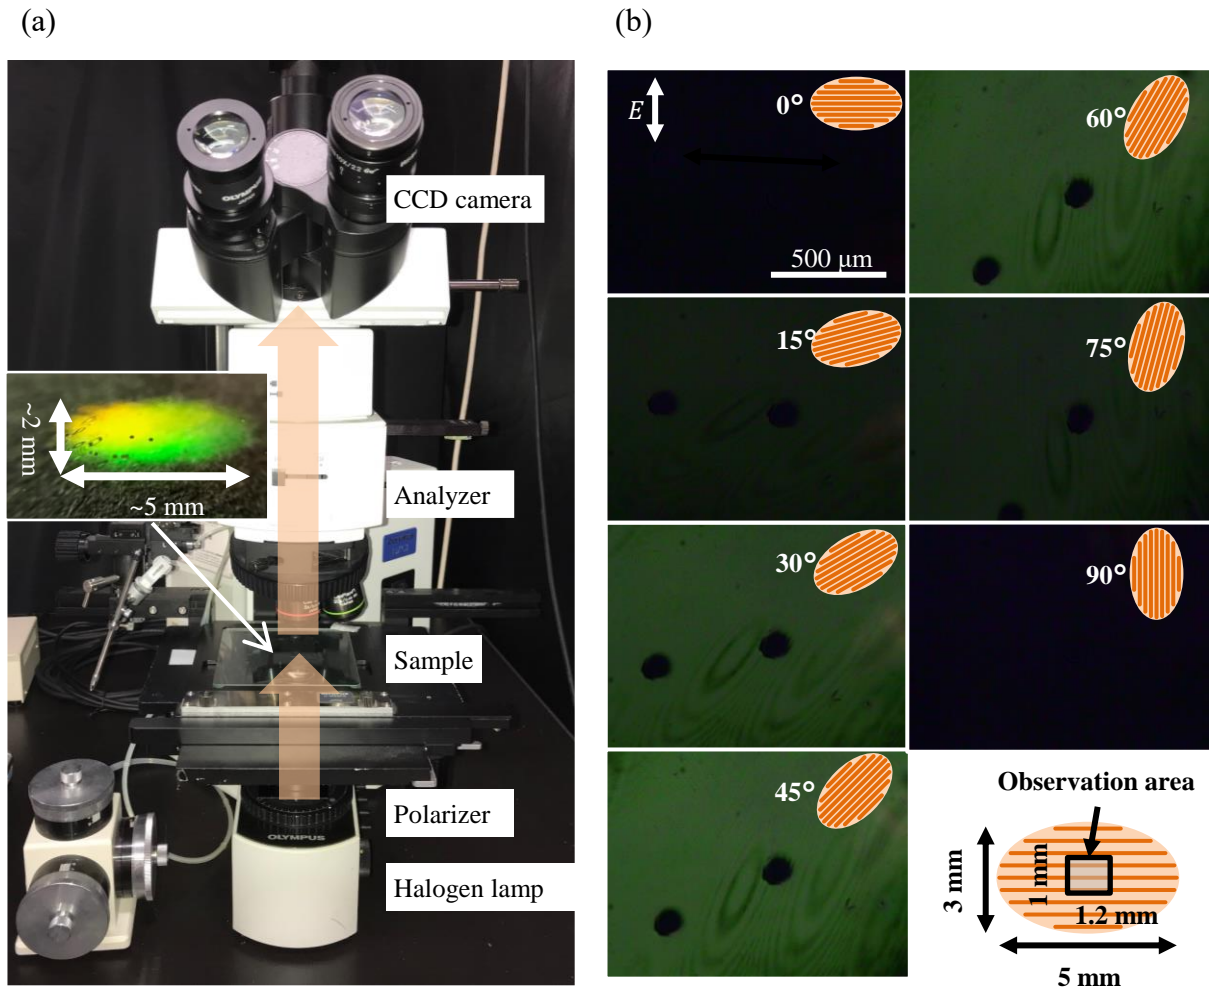 (a)
(b)
CCD camera
OLYMPUS
~2 mm
~5 mm
Analyzer
Sample
Polarizer
OLYMPUS
Halogen lamp
E
0°
500 μm
60°
15°
75°
30°
90°
45°
Observation area
3 mm
1 mm
1.2 mm
5 mm